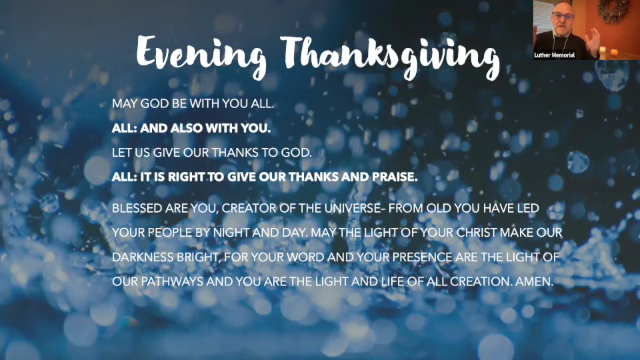 Evening Thanksgiving
Luther Memorial
MAY GOD BE WITH YOU ALL.
ALL: AND ALSO WITH YOU.
LET US GIVE OUR THANKS TO GOD.
ALL: IT IS RIGHT TO GIVE OUR THANKS AND PRAISE.
BLESSED ARE YOU, CREATOR OF THE UNIVERSE– FROM OLD YOU HAVE LED
YOUR PEOPLE BY NIGHT AND DAY. MAY THE LIGHT OF YOUR CHRIST MAKE OUR
DARKNESS BRIGHT, FOR YOUR WORD AND YOUR PRESENCE ARE THE LIGHT OF
OUR PATHWAYS AND YOU ARE THE LIGHT AND LIFE OF ALL CREATION. AMEN.